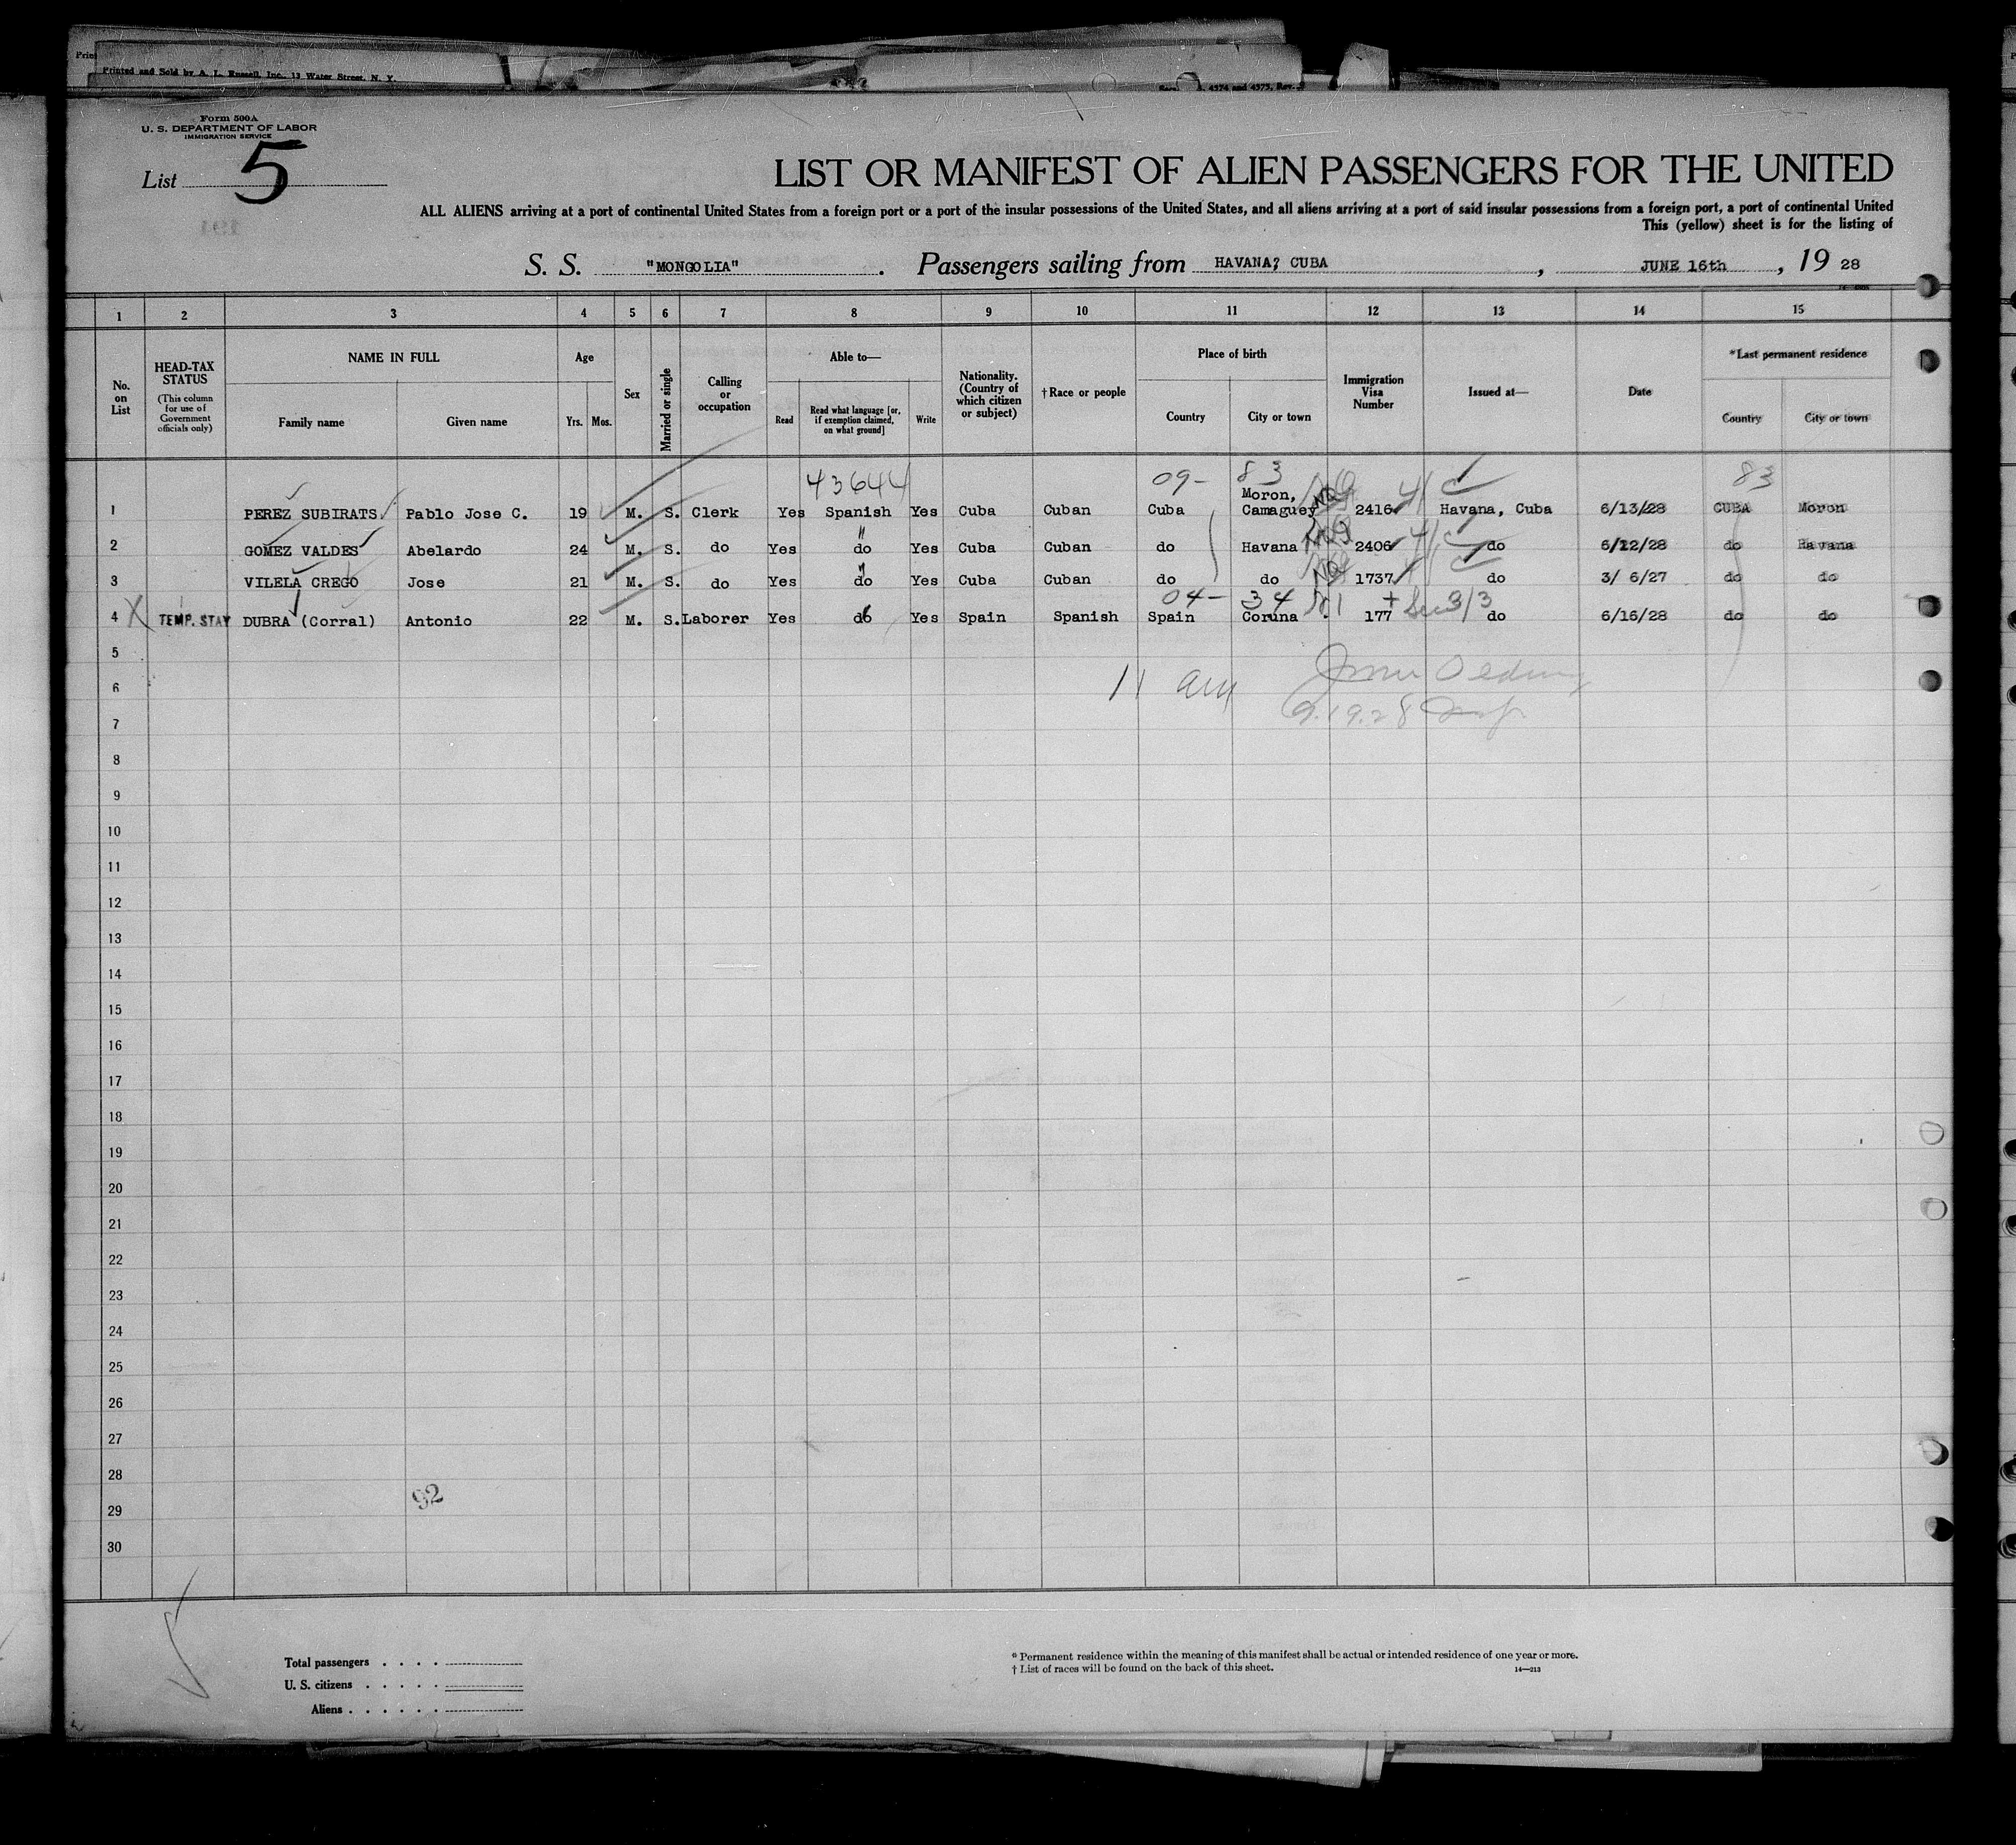 Printed and Sold by A. L. Russell, Inc., 13 Water Street, N. Y.
4374 and 4375, Rev.
Form 500A
U. S. DEPARTMENT OF LABOR
IMMIGRATION SERVICE
List 5
LIST OR MANIFEST OF ALIEN PASSENGERS FOR THE UNITED
ALL ALIENS arriving at a port of continental United States from a foreign port or a port of the insular possessions of the United States, and all aliens arriving at a port of said insular possessions from a foreign port, a port of continental United
This (yellow) sheet is for the listing of
S. S. "MONGOLIA". Passengers sailing from HAVANA? CUBA, JUNE 16th, 19 28
1 2 3 4 5 6 7 8 9 10 11 12 13 14 15
No. on List
HEAD-TAX STATUS
(This column for use of Government officials only)
NAME IN FULL
Family name Given name
Age
Yrs. Mos.
Sex
Married or single
Calling or occupation
Able to—
Read
Read what language [or, if exemption claimed, on what ground]
Write
Nationality. (Country of which citizen or subject)
†Race or people
Place of birth
Country City or town
Immigration Visa Number
Issued at—
Date
*Last permanent residence
Country City or town
43644 09- 83 83
1 PEREZ SUBIRATS Pablo Jose C. 19 M. S. Clerk Yes Spanish Yes Cuba Cuban Cuba Moron, Camaguey 2416 Havana, Cuba 6/13/28 CUBA Moron
2 GOMEZ VALDES Abelardo 24 M. S. do Yes do Yes Cuba Cuban do Havana 2406 do 6/12/28 do Havana
3 VILELA CREGO Jose 21 M. S. do Yes do Yes Cuba Cuban do do 1737 do 3/ 6/27 do do
04- 34
4 X TEMP. STAY DUBRA (Corral) Antonio 22 M. S. Laborer Yes do Yes Spain Spanish Spain Coruna 177 do 6/16/28 do do
5
6 11 am
7
8
9
10
11
12
13
14
15
16
17
18
19
20
21
22
23
24
25
26
27
28
92
29
30
Total passengers . . . .
U. S. citizens . . . . .
Aliens . . . . . .
* Permanent residence within the meaning of this manifest shall be actual or intended residence of one year or more.
† List of races will be found on the back of this sheet.
14—213